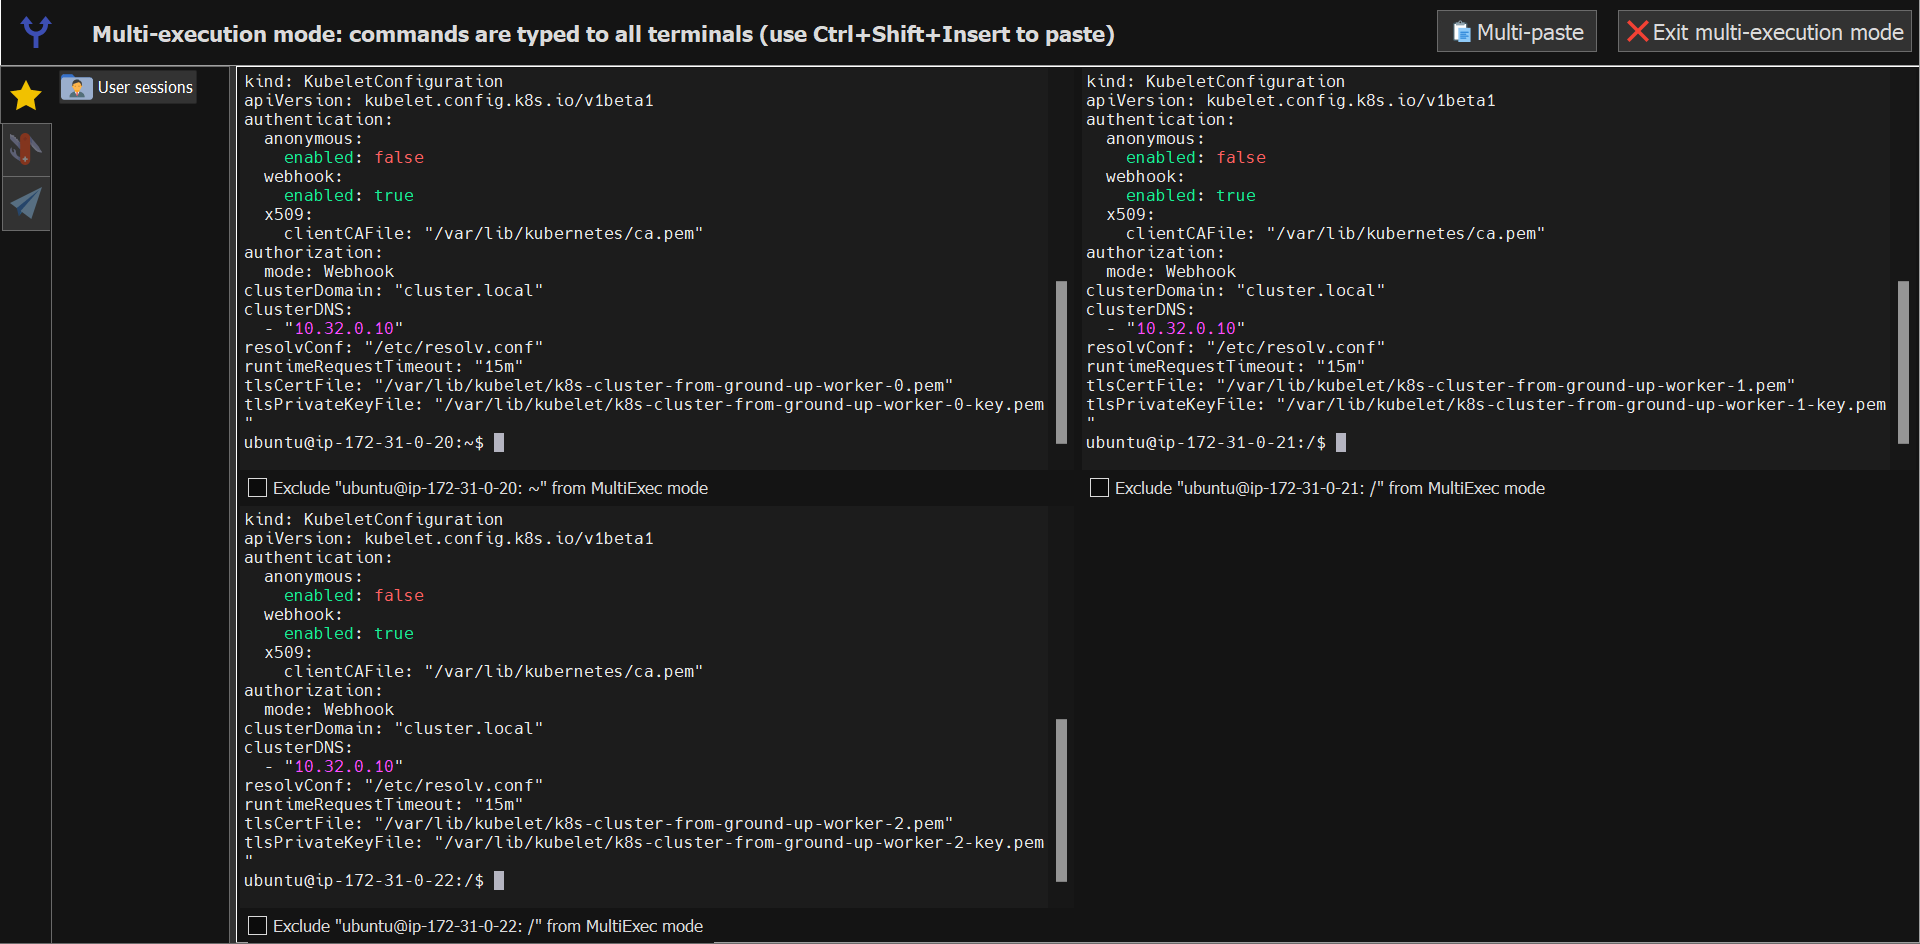 Multi-execution mode: commands are typed to all terminals (use Ctrl+Shift+Insert to paste)
Multi-paste
Exit multi-execution mode
User sessions
kind: KubeletConfiguration
apiVersion: kubelet.config.k8s.io/v1beta1
authentication:
  anonymous:
    enabled: false
  webhook:
    enabled: true
  x509:
    clientCAFile: "/var/lib/kubernetes/ca.pem"
authorization:
  mode: Webhook
clusterDomain: "cluster.local"
clusterDNS:
  - "10.32.0.10"
resolvConf: "/etc/resolv.conf"
runtimeRequestTimeout: "15m"
tlsCertFile: "/var/lib/kubelet/k8s-cluster-from-ground-up-worker-0.pem"
tlsPrivateKeyFile: "/var/lib/kubelet/k8s-cluster-from-ground-up-worker-0-key.pem
"
ubuntu@ip-172-31-0-20:~$
Exclude "ubuntu@ip-172-31-0-20: ~" from MultiExec mode
kind: KubeletConfiguration
apiVersion: kubelet.config.k8s.io/v1beta1
authentication:
  anonymous:
    enabled: false
  webhook:
    enabled: true
  x509:
    clientCAFile: "/var/lib/kubernetes/ca.pem"
authorization:
  mode: Webhook
clusterDomain: "cluster.local"
clusterDNS:
  - "10.32.0.10"
resolvConf: "/etc/resolv.conf"
runtimeRequestTimeout: "15m"
tlsCertFile: "/var/lib/kubelet/k8s-cluster-from-ground-up-worker-1.pem"
tlsPrivateKeyFile: "/var/lib/kubelet/k8s-cluster-from-ground-up-worker-1-key.pem
"
ubuntu@ip-172-31-0-21:/$
Exclude "ubuntu@ip-172-31-0-21: /" from MultiExec mode
kind: KubeletConfiguration
apiVersion: kubelet.config.k8s.io/v1beta1
authentication:
  anonymous:
    enabled: false
  webhook:
    enabled: true
  x509:
    clientCAFile: "/var/lib/kubernetes/ca.pem"
authorization:
  mode: Webhook
clusterDomain: "cluster.local"
clusterDNS:
  - "10.32.0.10"
resolvConf: "/etc/resolv.conf"
runtimeRequestTimeout: "15m"
tlsCertFile: "/var/lib/kubelet/k8s-cluster-from-ground-up-worker-2.pem"
tlsPrivateKeyFile: "/var/lib/kubelet/k8s-cluster-from-ground-up-worker-2-key.pem
"
ubuntu@ip-172-31-0-22:/$
Exclude "ubuntu@ip-172-31-0-22: /" from MultiExec mode